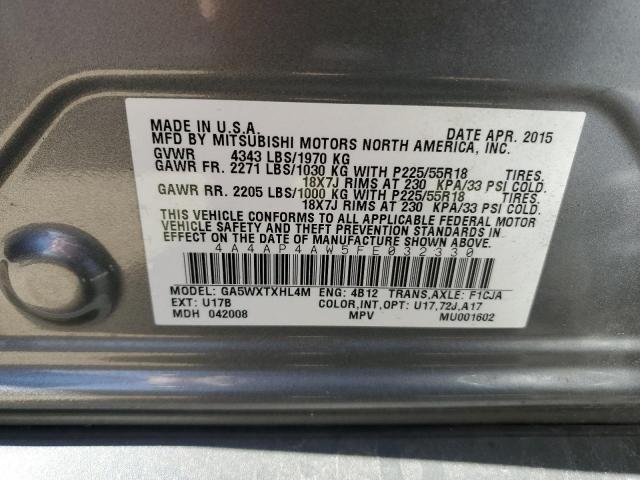 MADE IN U.S.A. DATE APR. 2015
MFD BY MITSUBISHI MOTORS NORTH AMERICA, INC.
GVWR 4343 LBS/1970 KG
GAWR FR. 2271 LBS/1030 KG WITH P225/55R18 TIRES.
18X7J RIMS AT 230 KPA/33 PSI COLD.
GAWR RR. 2205 LBS/1000 KG WITH P225/55R18 TIRES.
18X7J RIMS AT 230 KPA/33 PSI COLD.
THIS VEHICLE CONFORMS TO ALL APPLICABLE FEDERAL MOTOR
VEHICLE SAFETY AND THEFT PREVENTION STANDARDS IN
EFFECT ON THE DATE OF MANUFACTURE SHOWN ABOVE.
4A4AP4AW5FE032330
MODEL: GA5WXTXHL4M ENG: 4B12 TRANS,AXLE: F1CJA
EXT: U17B COLOR,INT,OPT: U17,72J,A17
MDH 042008 MPV MU001602